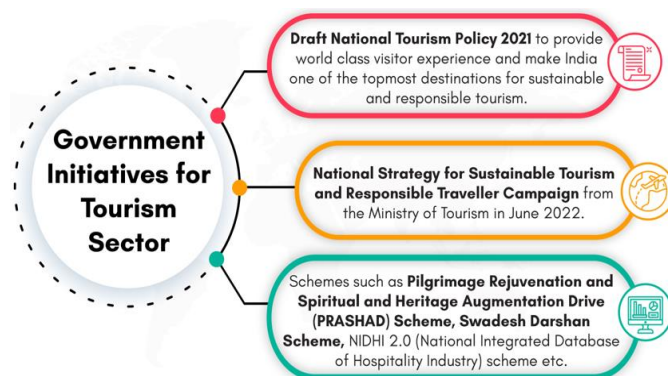 Government
Initiatives for
Tourism
Sector
Draft National Tourism Policy 2021 to provide
world class visitor experience and make India
one of the topmost destinations for sustainable
and responsible tourism.
National Strategy for Sustainable Tourism
and Responsible Traveller Campaign from
the Ministry of Tourism in June 2022.
Schemes such as Pilgrimage Rejuvenation and
Spiritual and Heritage Augmentation Drive
(PRASHAD) Scheme, Swadesh Darshan
Scheme, NIDHI 2.0 (National Integrated Database
of Hospitality Industry) scheme etc.